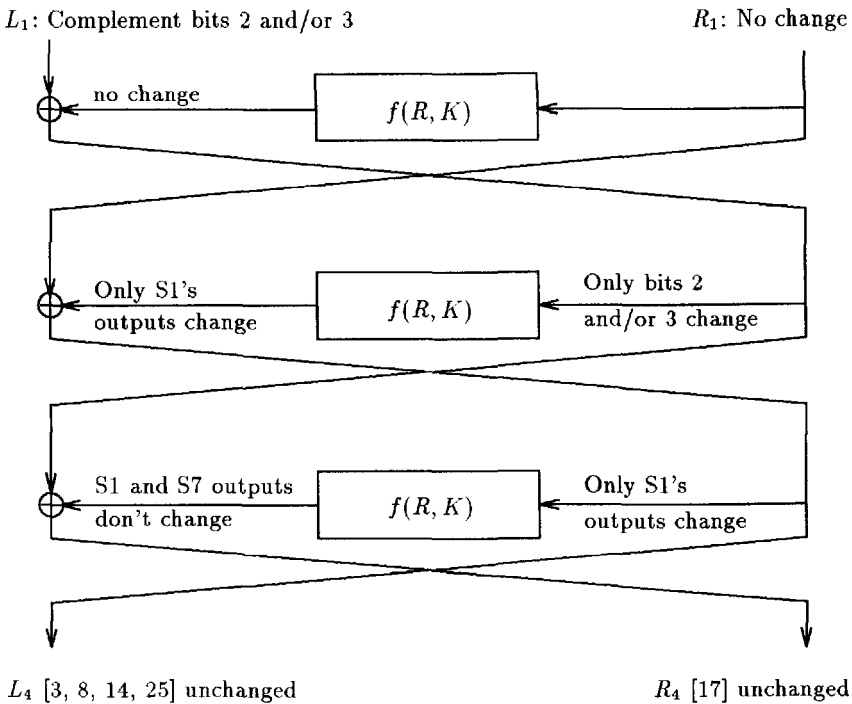 L₁: Complement bits 2 and/or 3
R₁: No change
no change
f(R, K)
Only S1's
outputs change
f(R, K)
Only bits 2
and/or 3 change
S1 and S7 outputs
don't change
f(R, K)
Only S1's
outputs change
L₄ [3, 8, 14, 25] unchanged
R₄ [17] unchanged